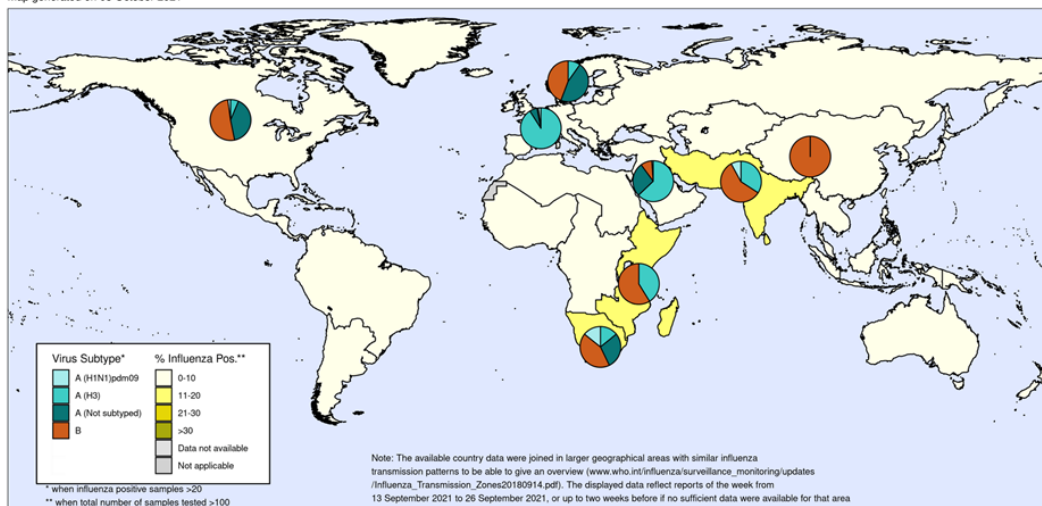 Virus Subtype*
A (H1N1)pdm09
A (H3)
A (Not subtyped)
B
% Influenza Pos.**
0-10
11-20
21-30
>30
Data not available
Not applicable
* when influenza positive samples >20
** when total number of samples tested >100
Note: The available country data were joined in larger geographical areas with similar influenza
transmission patterns to be able to give an overview (www.who.int/influenza/surveillance_monitoring/updates
/Influenza_Transmission_Zones20180914.pdf). The displayed data reflect reports of the week from
13 September 2021 to 26 September 2021, or up to two weeks before if no sufficient data were available for that area